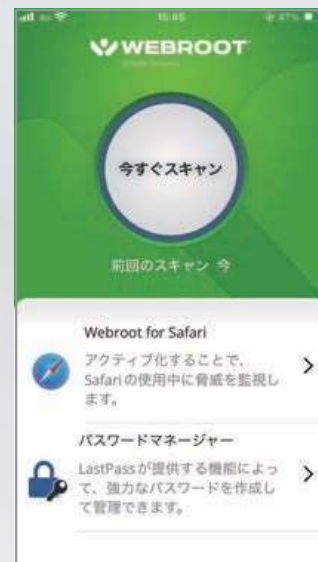 16:45
47%
WEBROOT
今すぐスキャン
前回のスキャン 今
Webroot for Safari
アクティブ化することで、
Safariの使用中に脅威を監視し
ます。
パスワードマネージャー
LastPassが提供する機能によっ
て、強力なパスワードを作成し
て管理できます。